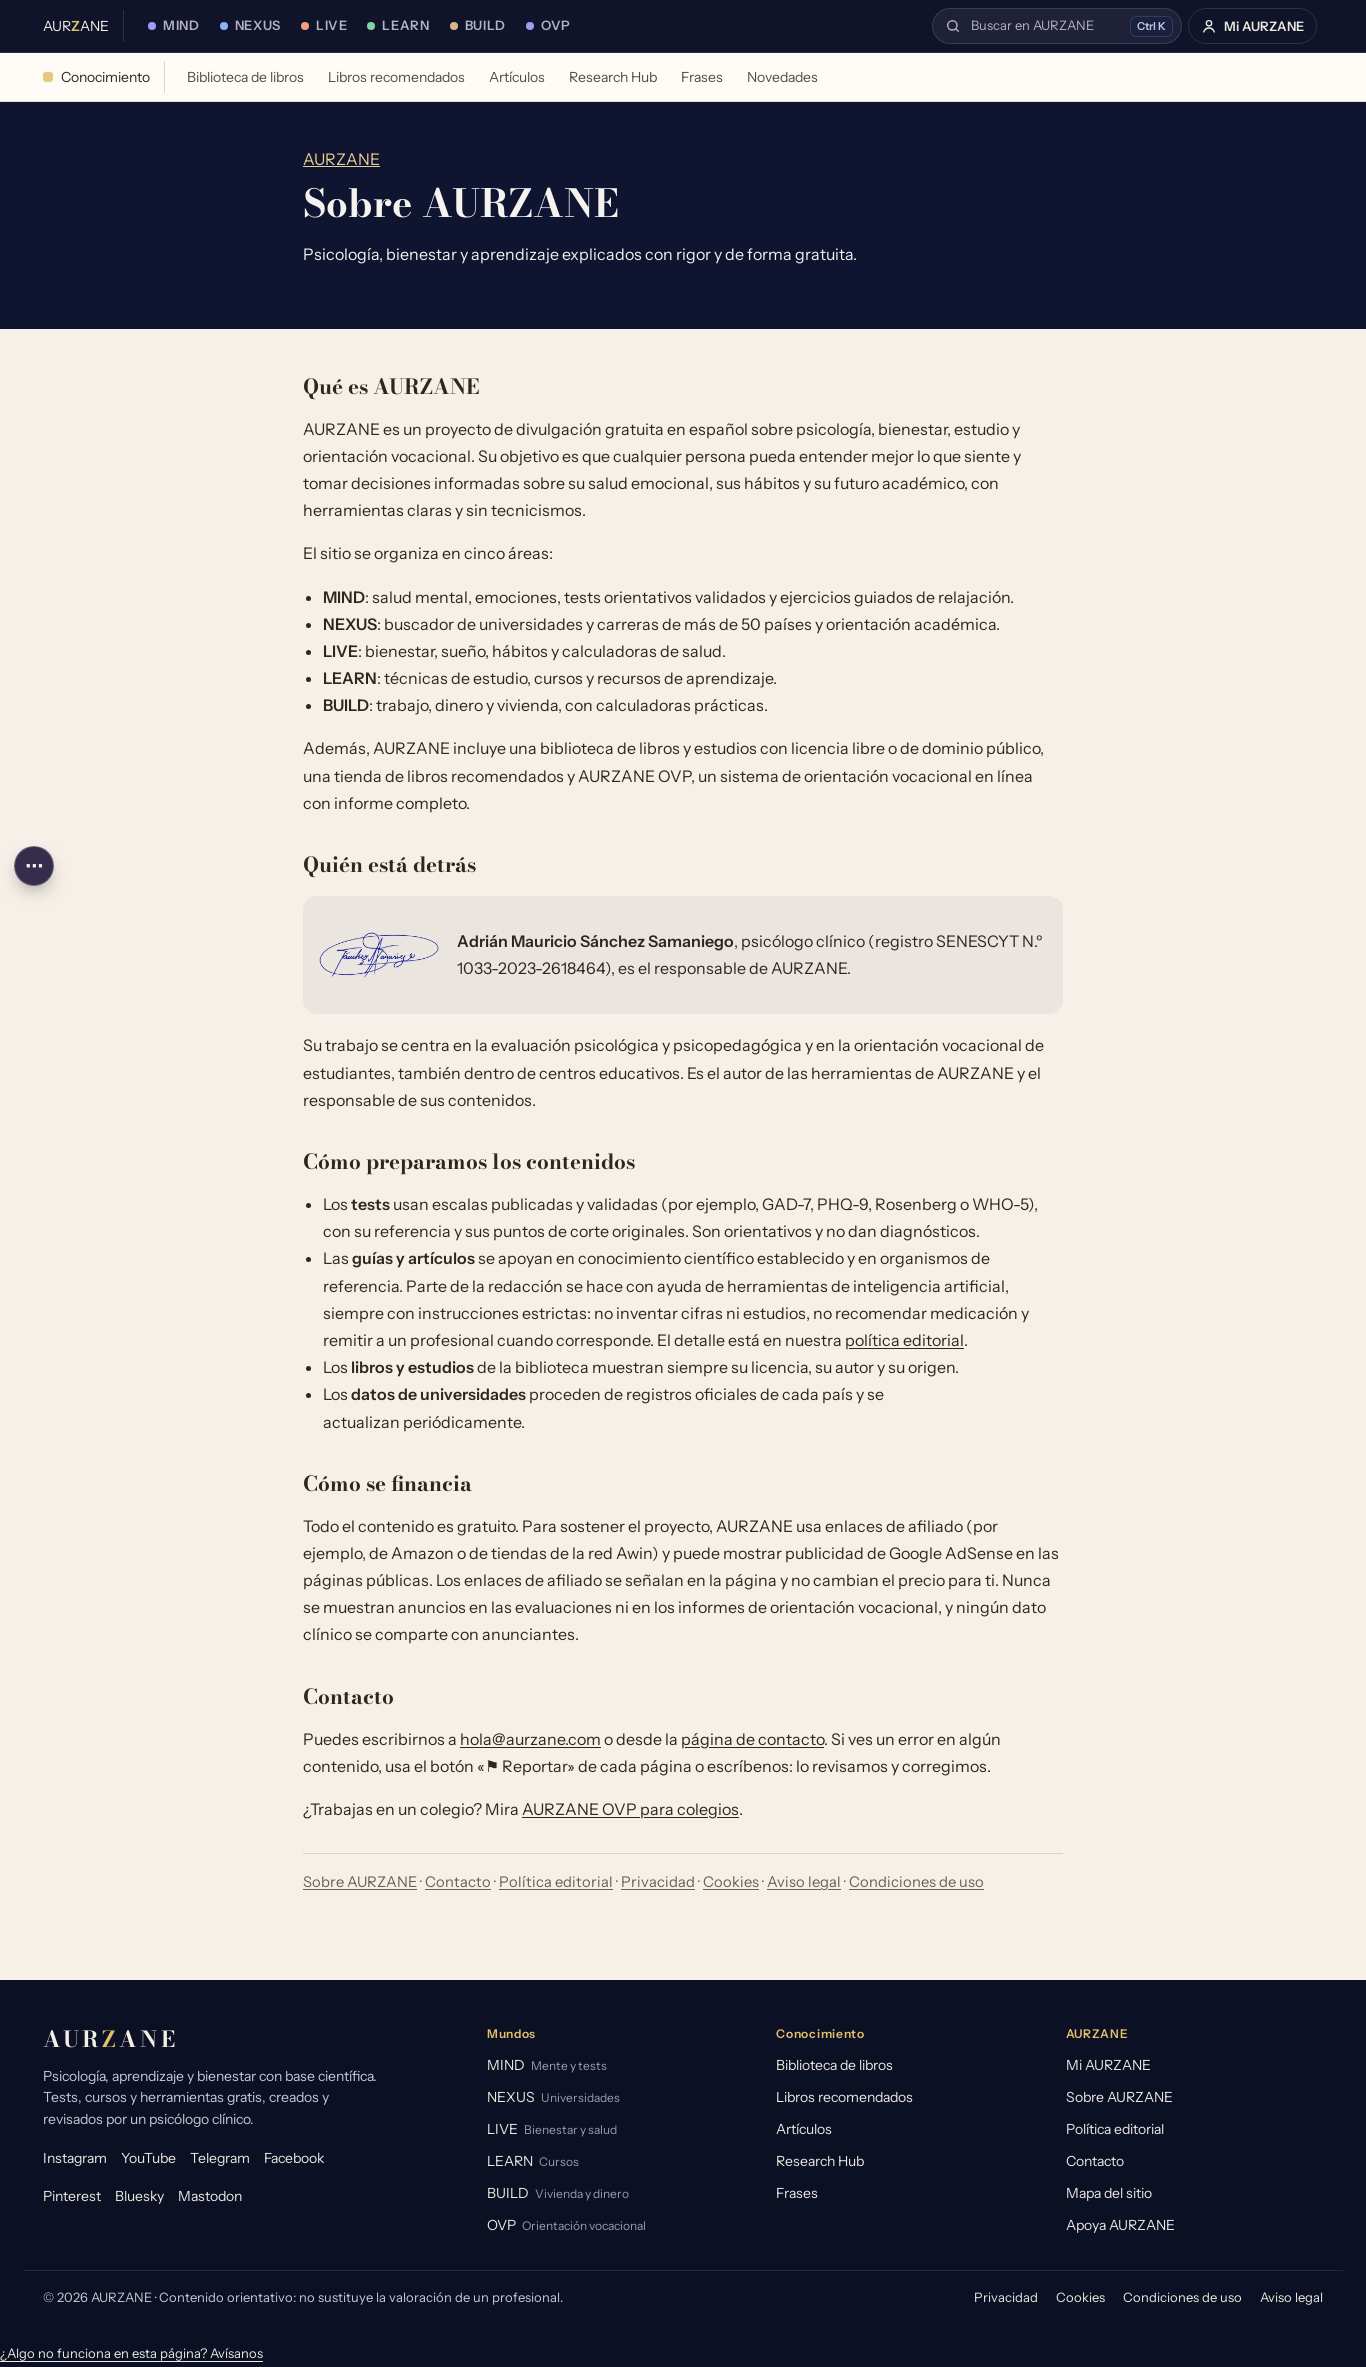 AURZANE
MIND
NEXUS
LIVE
LEARN
BUILD
OVP
Buscar en AURZANE
Ctrl K
Mi AURZANE
Conocimiento
Biblioteca de libros
Libros recomendados
Artículos
Research Hub
Frases
Novedades
AURZANE
Sobre AURZANE
Psicología, bienestar y aprendizaje explicados con rigor y de forma gratuita.
Qué es AURZANE
AURZANE es un proyecto de divulgación gratuita en español sobre psicología, bienestar, estudio y
orientación vocacional. Su objetivo es que cualquier persona pueda entender mejor lo que siente y
tomar decisiones informadas sobre su salud emocional, sus hábitos y su futuro académico, con
herramientas claras y sin tecnicismos.
El sitio se organiza en cinco áreas:
• MIND: salud mental, emociones, tests orientativos validados y ejercicios guiados de relajación.
• NEXUS: buscador de universidades y carreras de más de 50 países y orientación académica.
• LIVE: bienestar, sueño, hábitos y calculadoras de salud.
• LEARN: técnicas de estudio, cursos y recursos de aprendizaje.
• BUILD: trabajo, dinero y vivienda, con calculadoras prácticas.
Además, AURZANE incluye una biblioteca de libros y estudios con licencia libre o de dominio público,
una tienda de libros recomendados y AURZANE OVP, un sistema de orientación vocacional en línea
con informe completo.
Quién está detrás
Adrián Mauricio Sánchez Samaniego, psicólogo clínico (registro SENESCYT N.º
1033-2023-2618464), es el responsable de AURZANE.
Su trabajo se centra en la evaluación psicológica y psicopedagógica y en la orientación vocacional de
estudiantes, también dentro de centros educativos. Es el autor de las herramientas de AURZANE y el
responsable de sus contenidos.
Cómo preparamos los contenidos
• Los tests usan escalas publicadas y validadas (por ejemplo, GAD-7, PHQ-9, Rosenberg o WHO-5),
con su referencia y sus puntos de corte originales. Son orientativos y no dan diagnósticos.
• Las guías y artículos se apoyan en conocimiento científico establecido y en organismos de
referencia. Parte de la redacción se hace con ayuda de herramientas de inteligencia artificial,
siempre con instrucciones estrictas: no inventar cifras ni estudios, no recomendar medicación y
remitir a un profesional cuando corresponde. El detalle está en nuestra política editorial.
• Los libros y estudios de la biblioteca muestran siempre su licencia, su autor y su origen.
• Los datos de universidades proceden de registros oficiales de cada país y se
actualizan periódicamente.
Cómo se financia
Todo el contenido es gratuito. Para sostener el proyecto, AURZANE usa enlaces de afiliado (por
ejemplo, de Amazon o de tiendas de la red Awin) y puede mostrar publicidad de Google AdSense en las
páginas públicas. Los enlaces de afiliado se señalan en la página y no cambian el precio para ti. Nunca
se muestran anuncios en las evaluaciones ni en los informes de orientación vocacional, y ningún dato
clínico se comparte con anunciantes.
Contacto
Puedes escribirnos a hola@aurzane.com o desde la página de contacto. Si ves un error en algún
contenido, usa el botón «⚑ Reportar» de cada página o escríbenos: lo revisamos y corregimos.
¿Trabajas en un colegio? Mira AURZANE OVP para colegios.
Sobre AURZANE · Contacto · Política editorial · Privacidad · Cookies · Aviso legal · Condiciones de uso
AURZANE
Psicología, aprendizaje y bienestar con base científica.
Tests, cursos y herramientas gratis, creados y
revisados por un psicólogo clínico.
Instagram YouTube Telegram Facebook
Pinterest Bluesky Mastodon
Mundos
MIND Mente y tests
NEXUS Universidades
LIVE Bienestar y salud
LEARN Cursos
BUILD Vivienda y dinero
OVP Orientación vocacional
Conocimiento
Biblioteca de libros
Libros recomendados
Artículos
Research Hub
Frases
AURZANE
Mi AURZANE
Sobre AURZANE
Política editorial
Contacto
Mapa del sitio
Apoya AURZANE
© 2026 AURZANE · Contenido orientativo: no sustituye la valoración de un profesional.
Privacidad Cookies Condiciones de uso Aviso legal
¿Algo no funciona en esta página? Avísanos